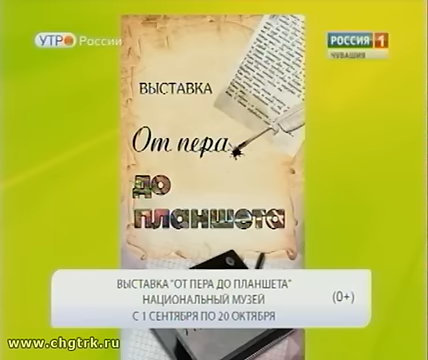 УТРО России
РОССИЯ 1
ЧУВАШИЯ
ВЫСТАВКА
От пера
до
планшета
ВЫСТАВКА "ОТ ПЕРА ДО ПЛАНШЕТА"
НАЦИОНАЛЬНЫЙ МУЗЕЙ
С 1 СЕНТЯБРЯ ПО 20 ОКТЯБРЯ
(0+)
www.chgtrk.ru